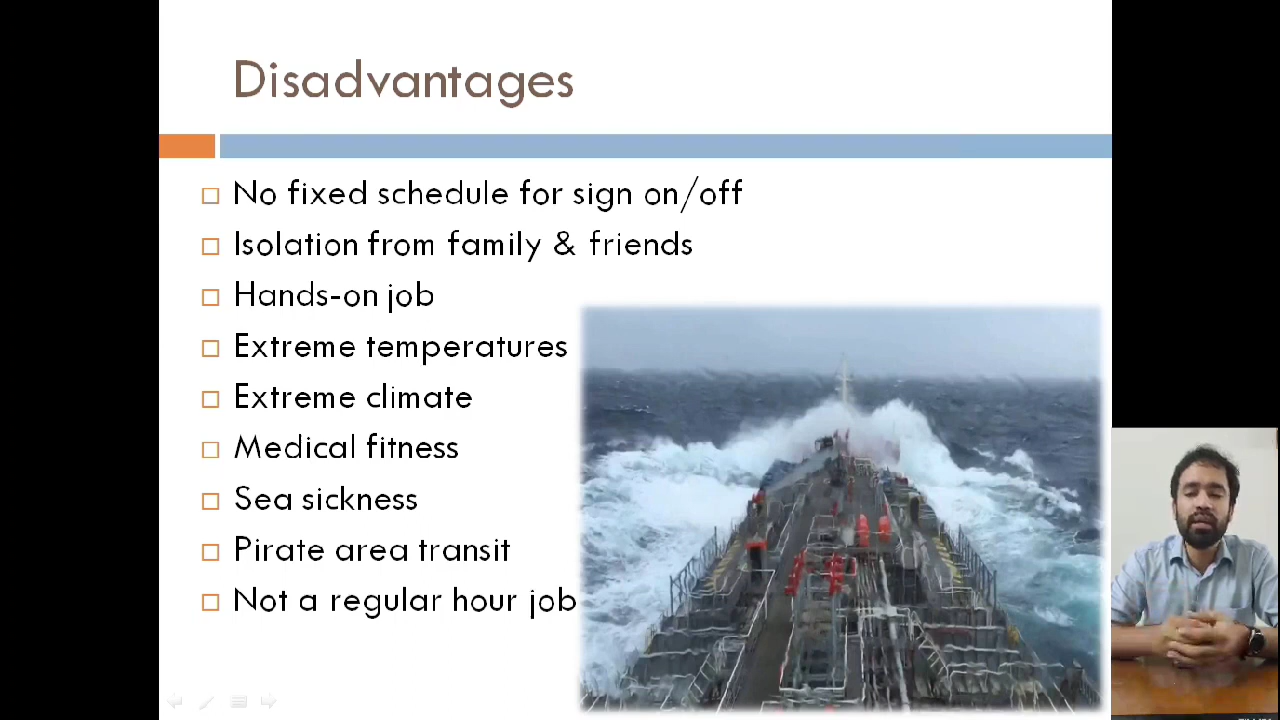 Disadvantages
No fixed schedule for sign on/off
Isolation from family & friends
Hands-on job
Extreme temperatures
Extreme climate
Medical fitness
Sea sickness
Pirate area transit
Not a regular hour job